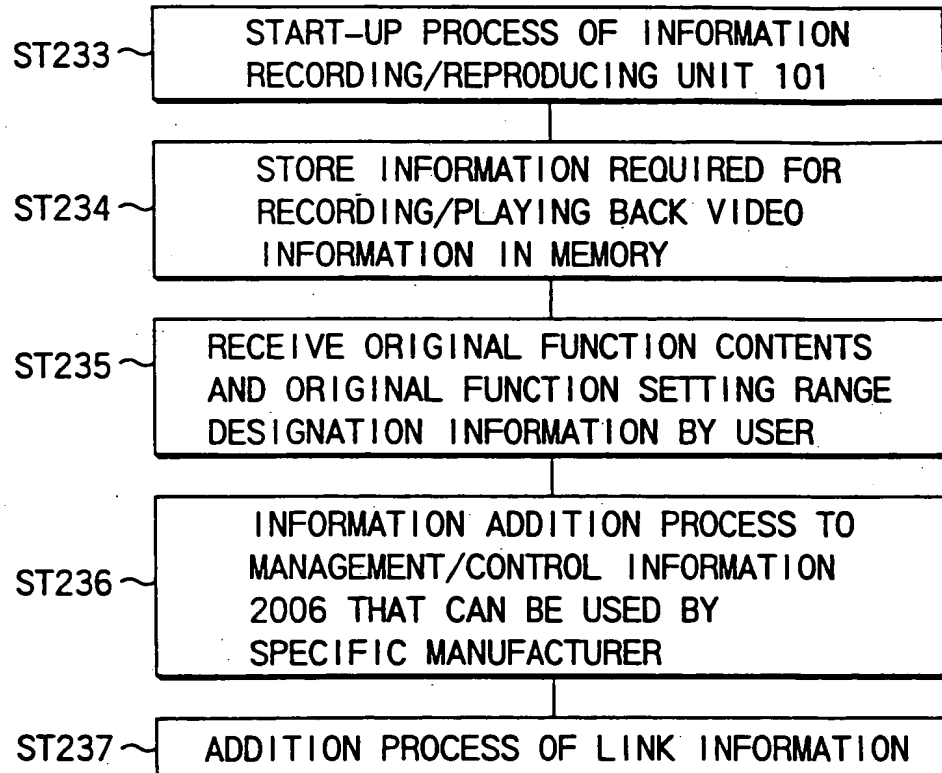 ST233
START-UP PROCESS OF INFORMATION
RECORDING/REPRODUCING UNIT 101
ST234
STORE INFORMATION REQUIRED FOR
RECORDING/PLAYING BACK VIDEO
INFORMATION IN MEMORY
ST235
RECEIVE ORIGINAL FUNCTION CONTENTS
AND ORIGINAL FUNCTION SETTING RANGE
DESIGNATION INFORMATION BY USER
ST236
INFORMATION ADDITION PROCESS TO
MANAGEMENT/CONTROL INFORMATION
2006 THAT CAN BE USED BY
SPECIFIC MANUFACTURER
ST237
ADDITION PROCESS OF LINK INFORMATION